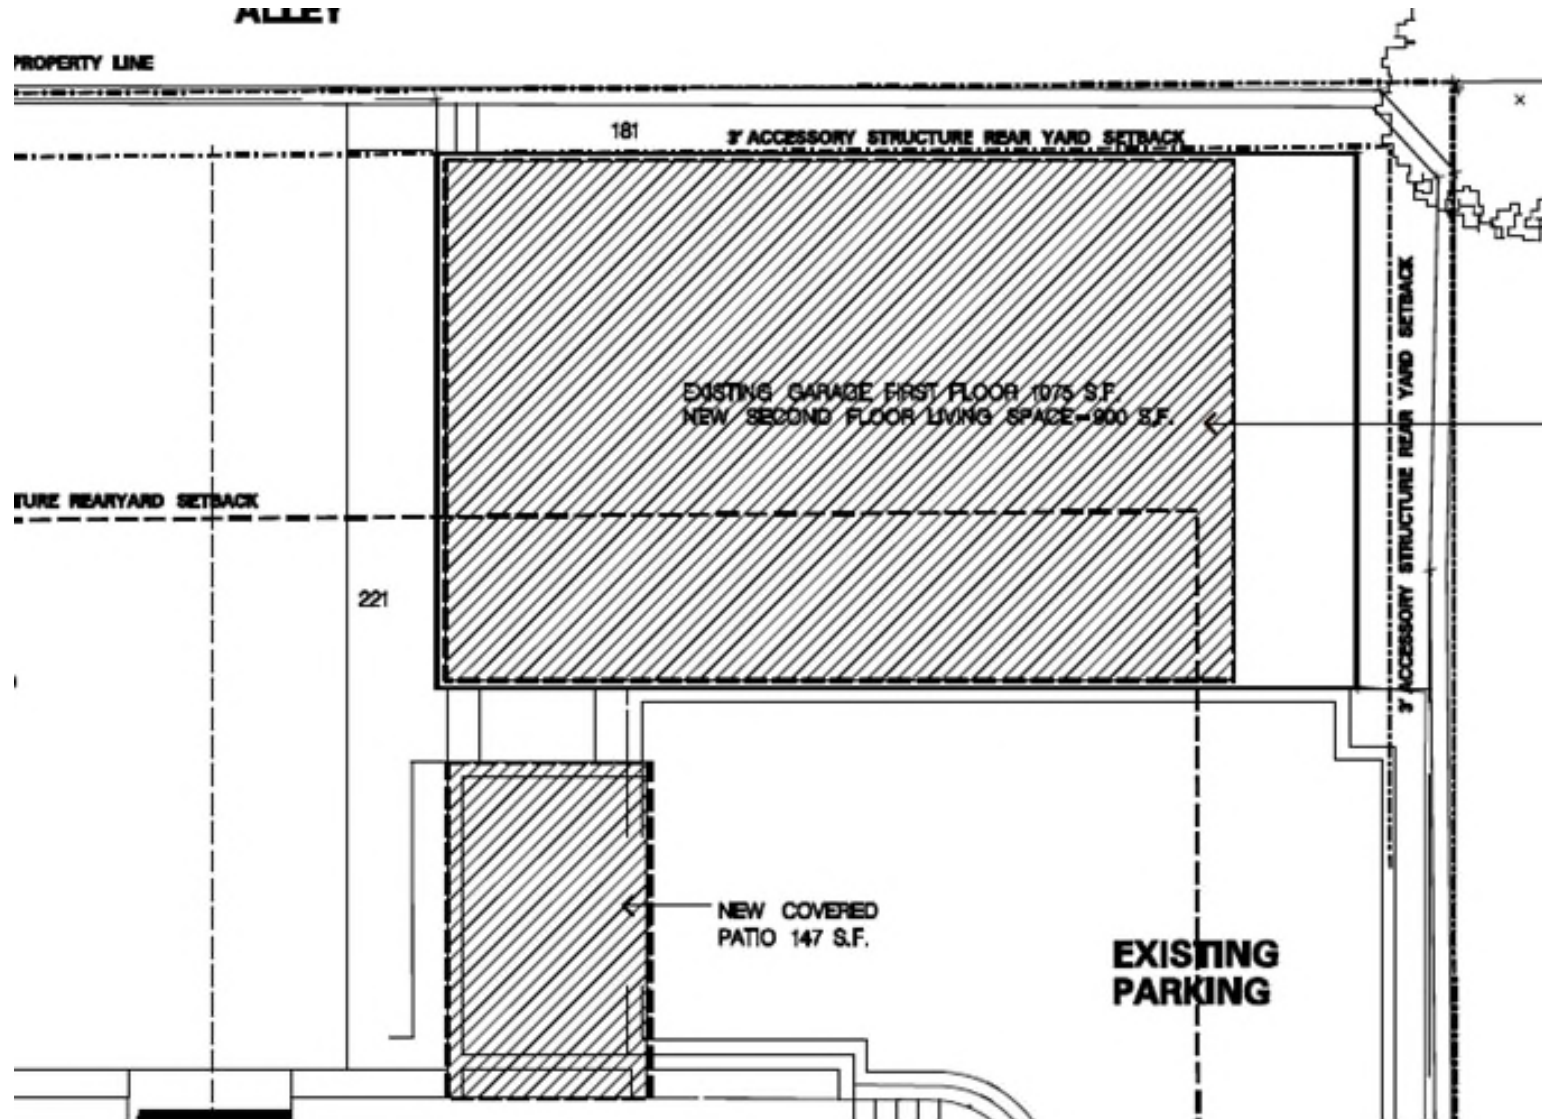 ALLEY
PROPERTY LINE
181
3' ACCESSORY STRUCTURE REAR YARD SETBACK
EXISTING GARAGE FIRST FLOOR 1075 S.F.
NEW SECOND FLOOR LIVING SPACE-900 S.F.
3' ACCESSORY STRUCTURE REAR YARD SETBACK
TURE REARYARD SETBACK
221
NEW COVERED
PATIO 147 S.F.
EXISTING
PARKING